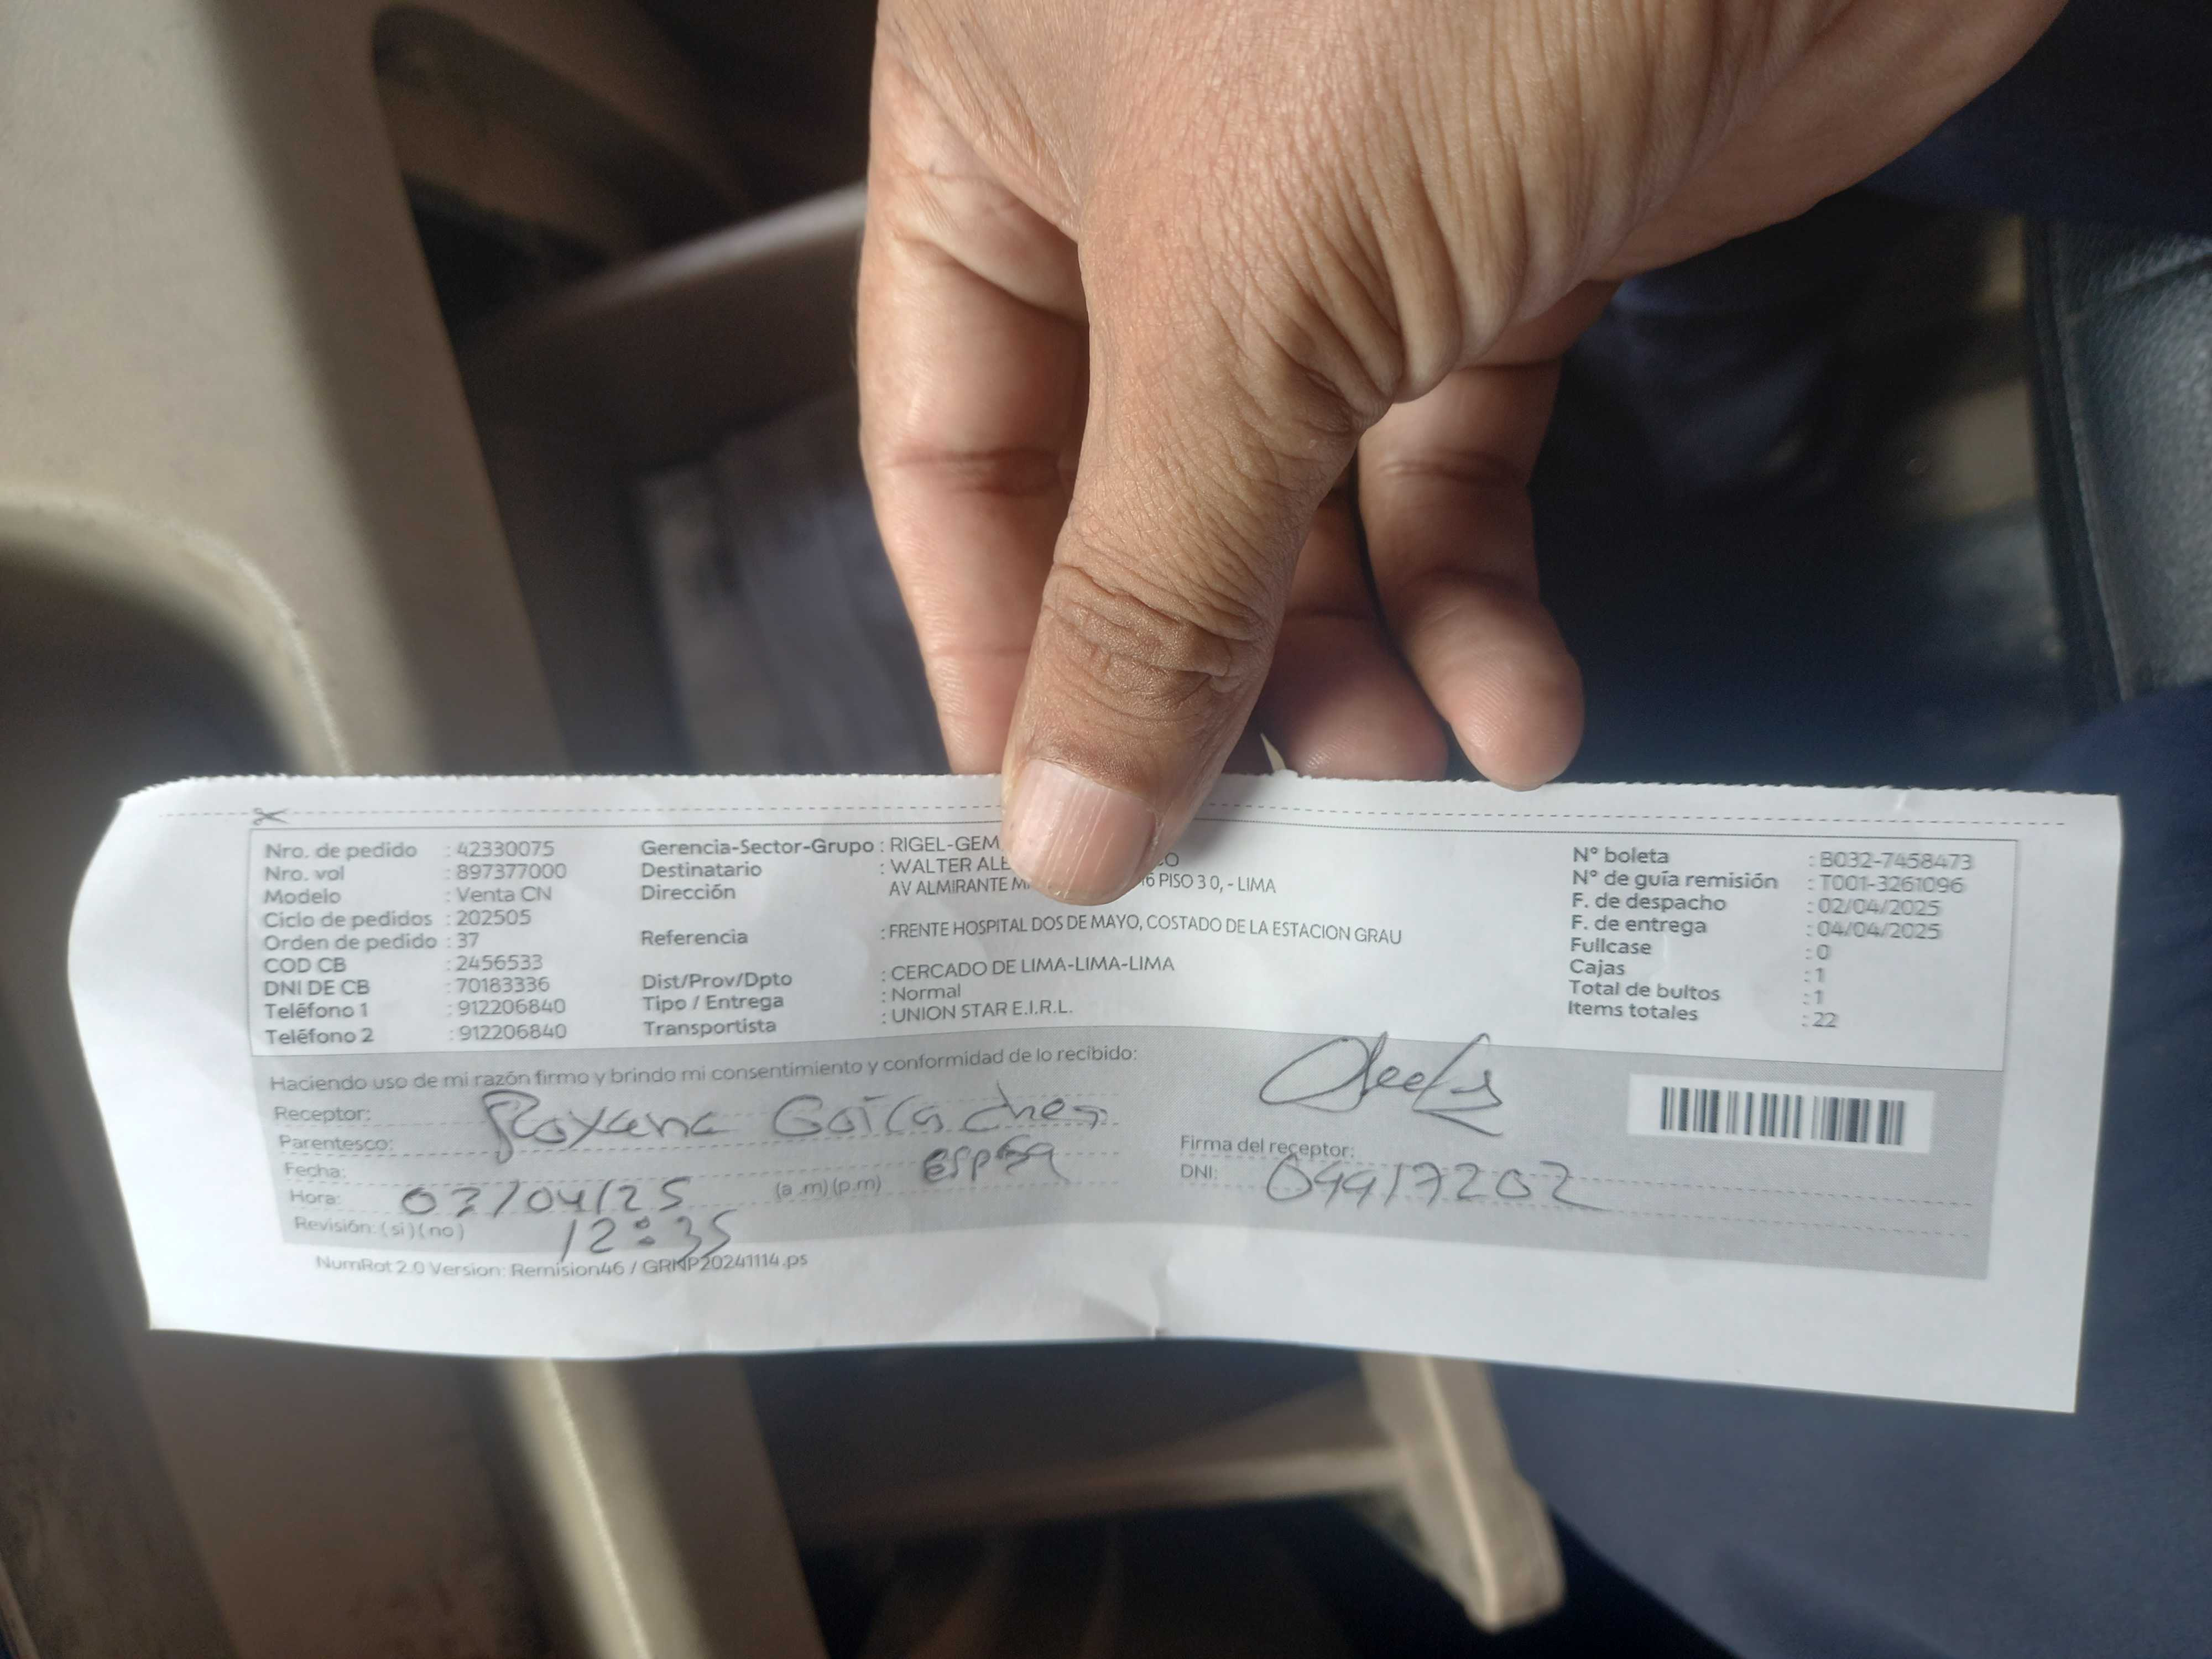 Nro. de pedido : 42330075
Nro. vol : 897377000
Modelo : Venta CN
Ciclo de pedidos : 202505
Orden de pedido : 37
COD CB : 2456533
DNI DE CB : 70183336
Teléfono 1 : 912206840
Teléfono 2 : 912206840
Gerencia-Sector-Grupo : RIGEL-GEM
Destinatario : WALTER
Dirección AV ALMIRANTE PISO 3 0, - LIMA
Referencia : FRENTE HOSPITAL DOS DE MAYO, COSTADO DE LA ESTACION GRAU
Dist/Prov/Dpto : CERCADO DE LIMA-LIMA-LIMA
Tipo / Entrega : Normal
Transportista : UNION STAR E.I.R.L.
N° boleta : B032-7458473
N° de guía remisión : T001-3261096
F. de despacho : 02/04/2025
F. de entrega : 04/04/2025
Fullcase : 0
Cajas : 1
Total de bultos : 1
Items totales : 22
Haciendo uso de mi razón firmo y brindo mi consentimiento y conformidad de lo recibido:
Receptor: Roxana
Parentesco:
Fecha: 03/04/25
Hora: 12:35 (a.m) (p.m)
Revisión: (si) (no)
Firma del receptor:
DNI:
NumRot 2.0 Version: Remision46 / GRNP20241114.ps